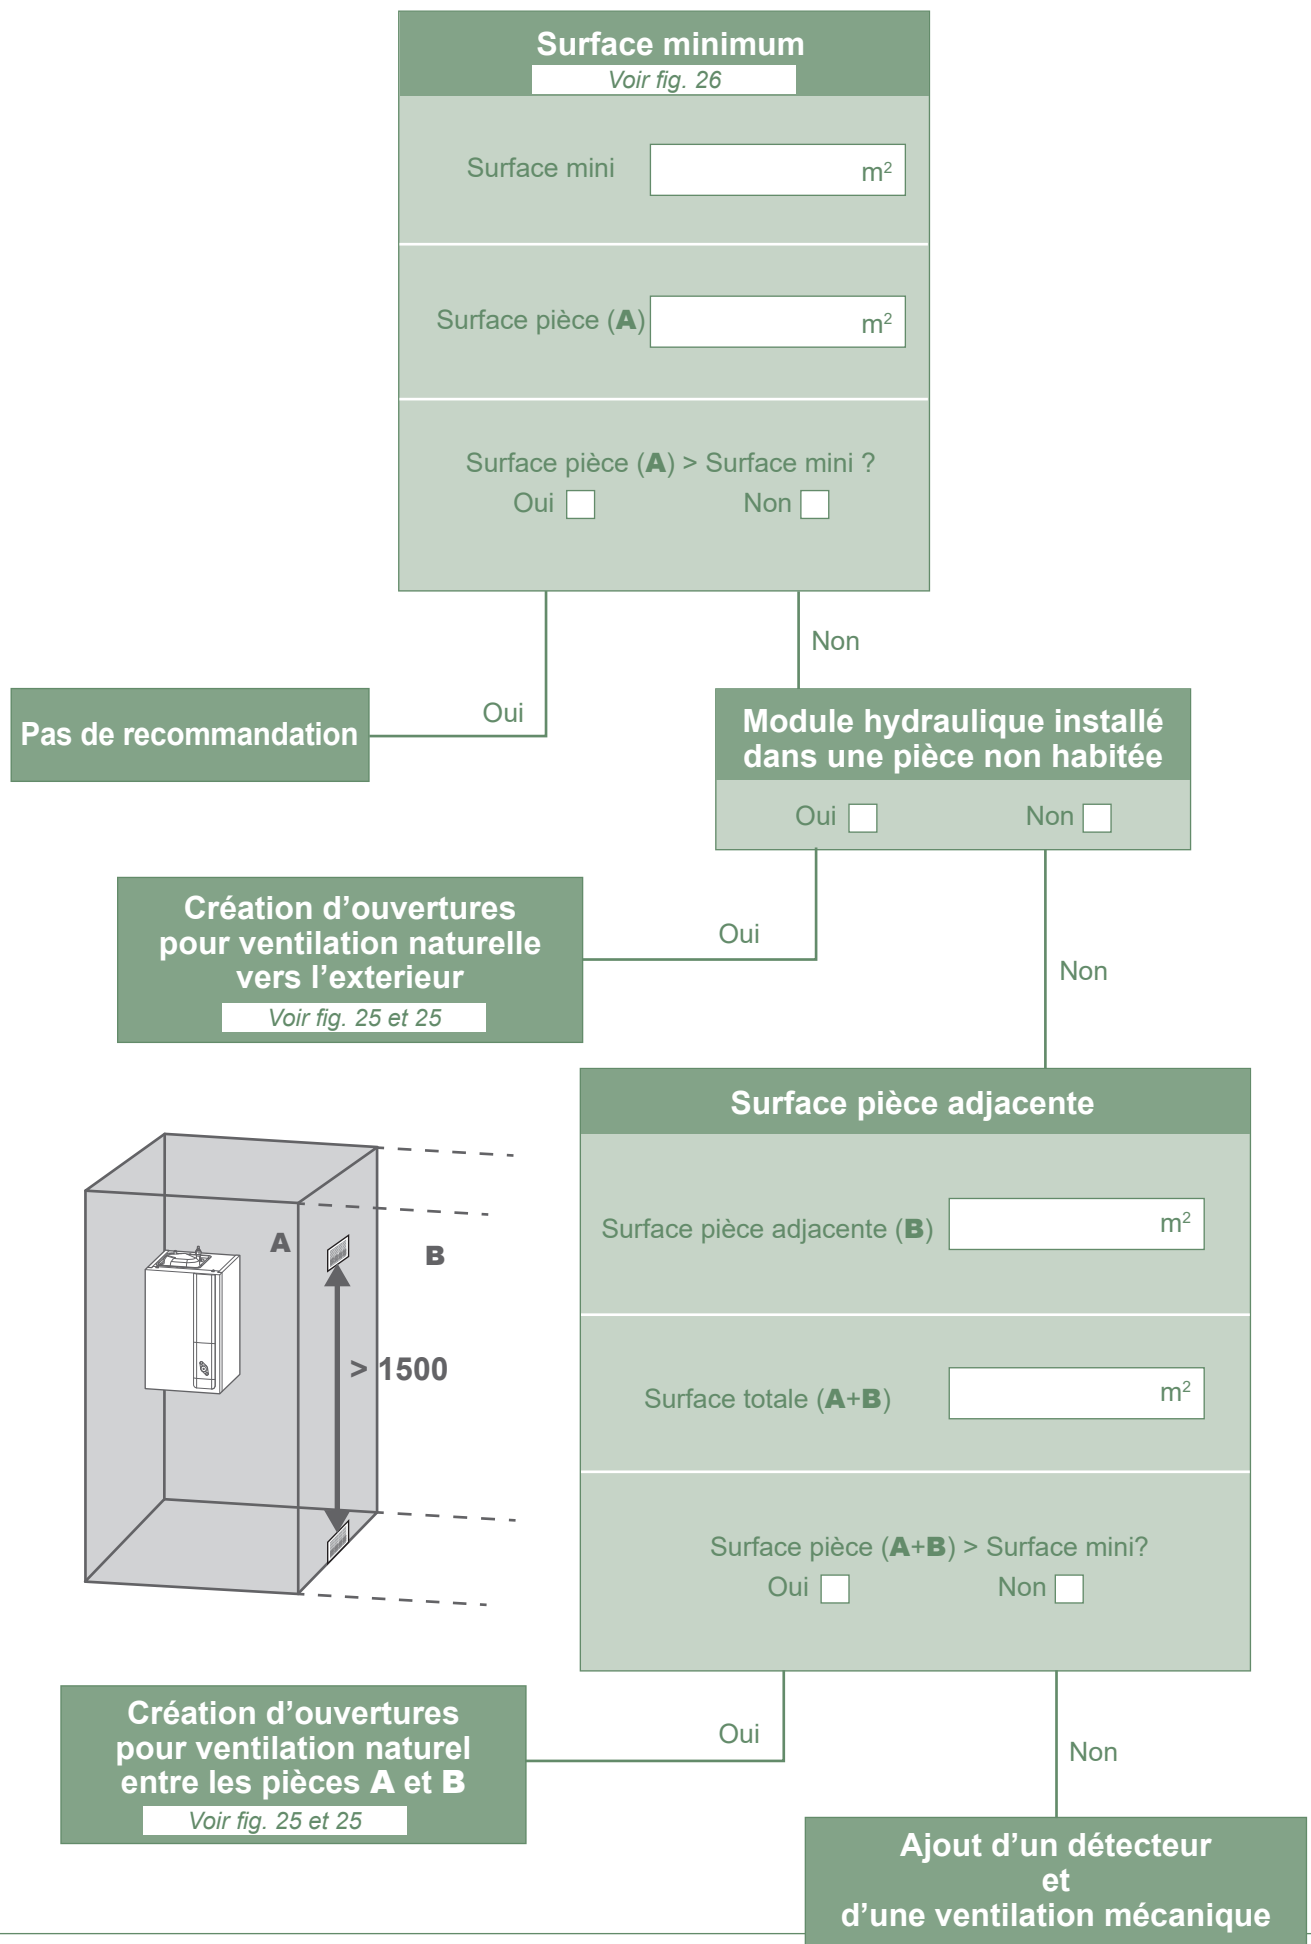 Surface minimum
Voir fig. 26
Surface mini
m²
Surface pièce (A)
m²
Surface pièce (A) > Surface mini ?
Oui
Non
Non
Oui
Pas de recommandation
Module hydraulique installé
dans une pièce non habitée
Oui
Non
Création d’ouvertures
pour ventilation naturelle
vers l’exterieur
Voir fig. 25 et 25
Oui
Non
Surface pièce adjacente
Surface pièce adjacente (B)
m²
Surface totale (A+B)
m²
Surface pièce (A+B) > Surface mini?
Oui
Non
A
B
> 1500
Création d’ouvertures
pour ventilation naturel
entre les pièces A et B
Voir fig. 25 et 25
Oui
Non
Ajout d’un détecteur
et
d’une ventilation mécanique